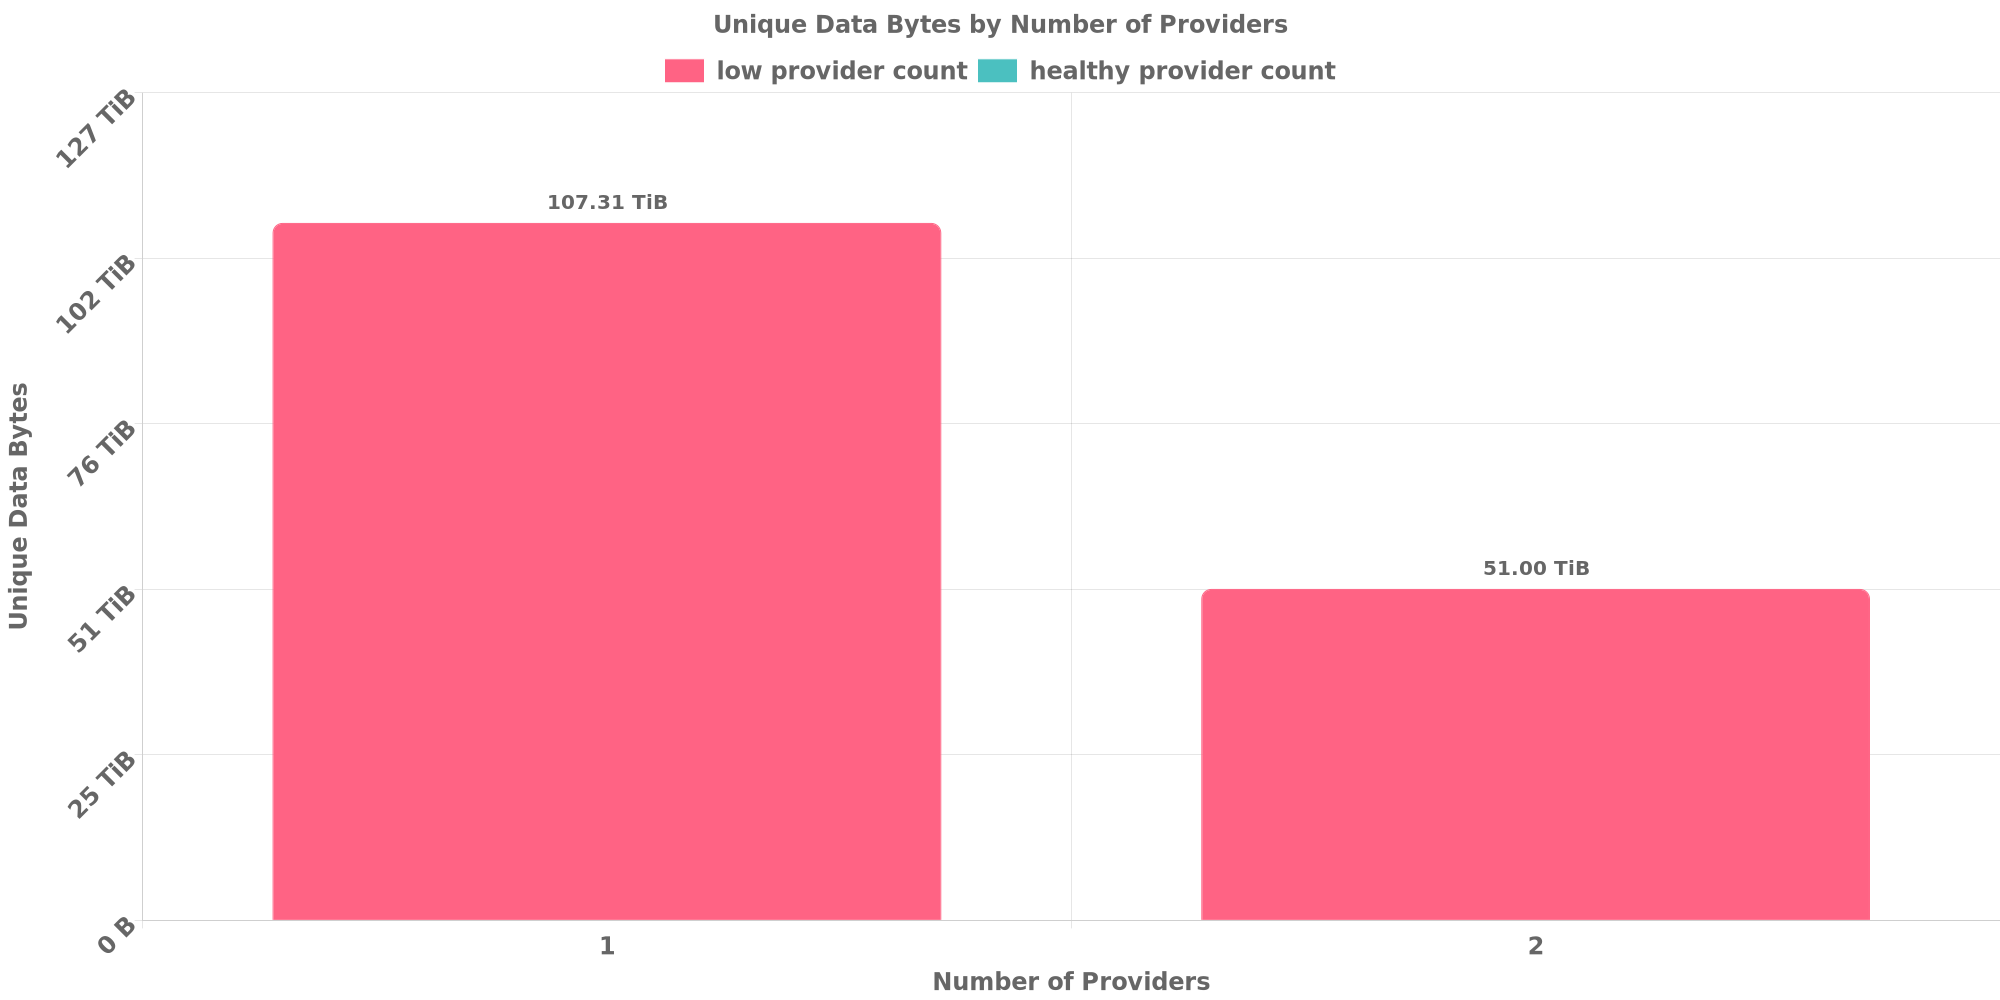 Unique Data Bytes by Number of Providers
low provider count
healthy provider count
127 TiB
102 TiB
76 TiB
51 TiB
25 TiB
0 B
Unique Data Bytes
107.31 TiB
51.00 TiB
1
2
Number of Providers